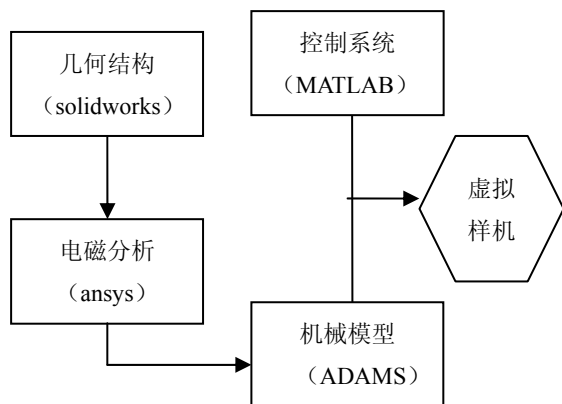 几何结构
（solidworks）
电磁分析
（ansys）
控制系统
（MATLAB）
虚拟
样机
机械模型
（ADAMS）